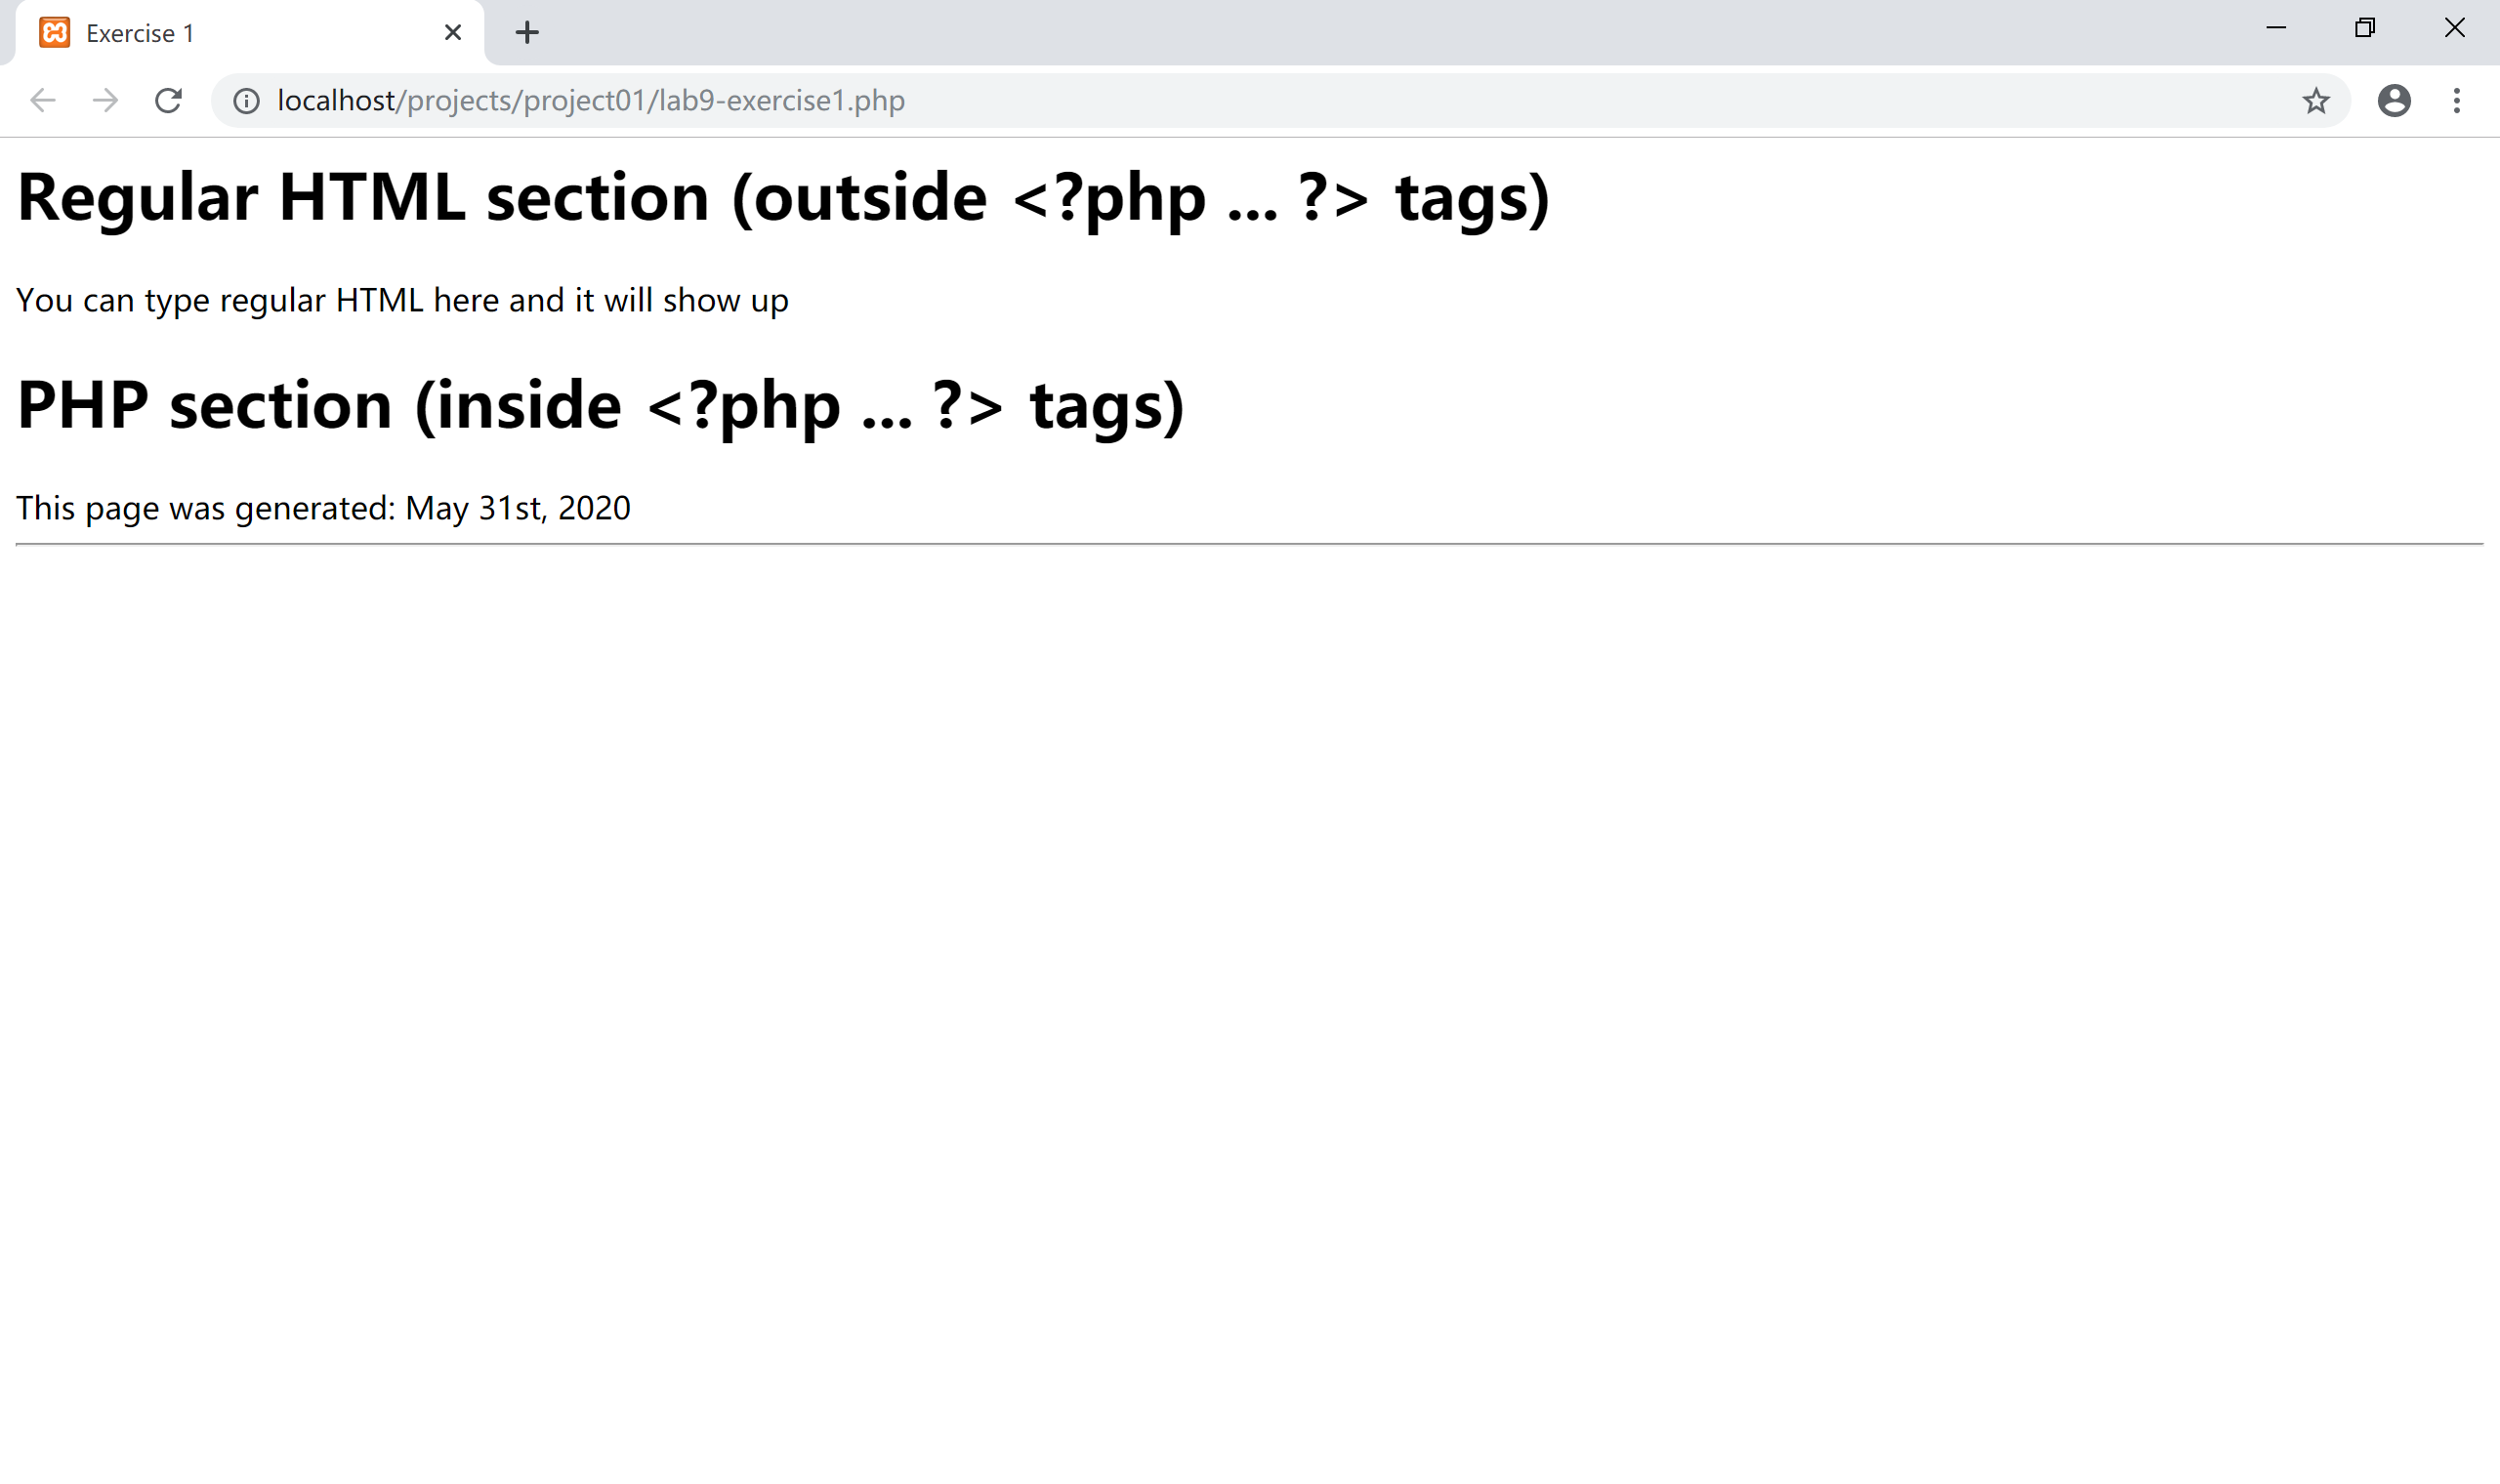 Exercise 1
localhost/projects/project01/lab9-exercise1.php
Regular HTML section (outside <?php ... ?> tags)
You can type regular HTML here and it will show up
PHP section (inside <?php ... ?> tags)
This page was generated: May 31st, 2020